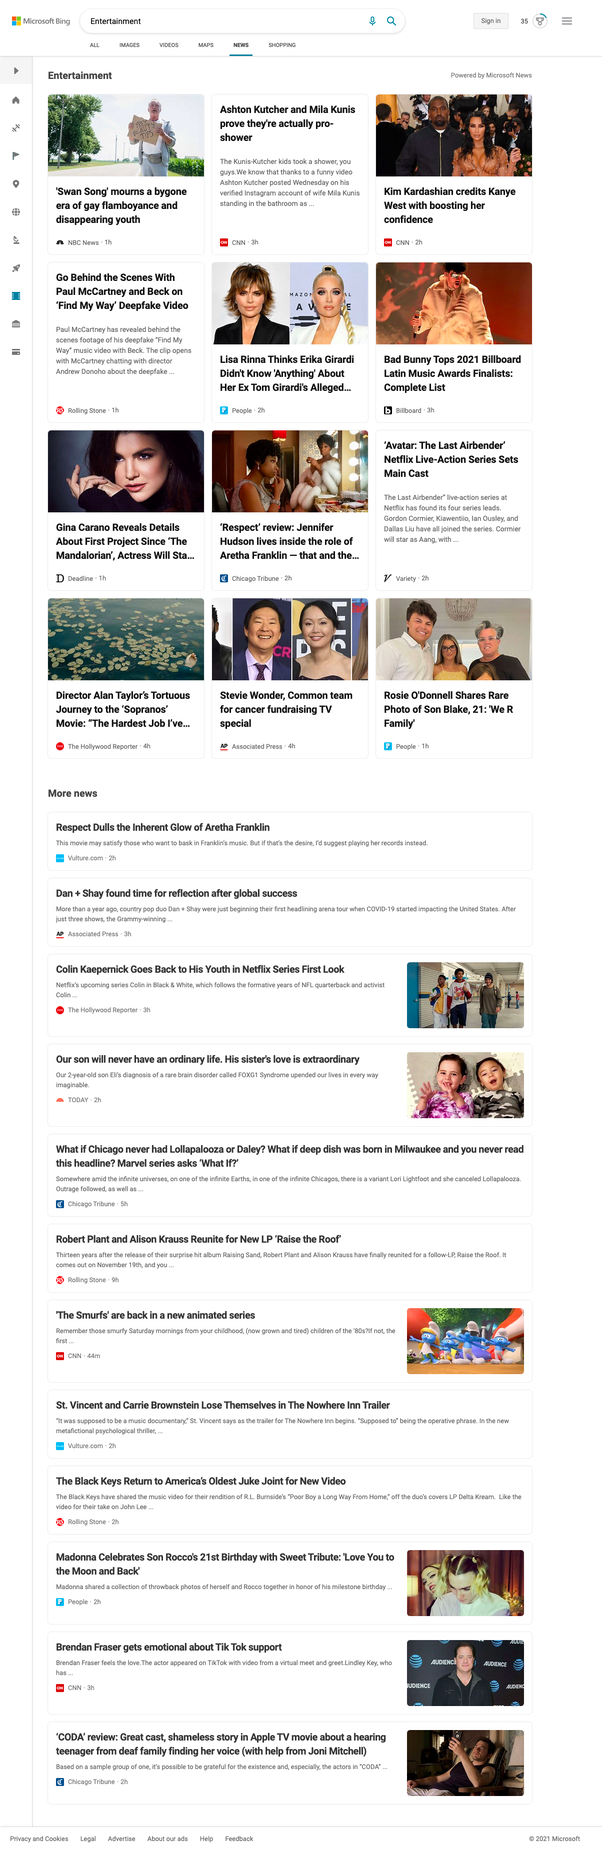 Microsoft Bing
Entertainment
Sign in
35
ALL
IMAGES
VIDEOS
MAPS
NEWS
SHOPPING
Entertainment
Powered by Microsoft News
'Swan Song' mourns a bygone
era of gay flamboyance and
disappearing youth
NBC News · 1h
Ashton Kutcher and Mila Kunis
prove they're actually pro-
shower
The Kunis-Kutcher kids took a shower, you
guys.We know that thanks to a funny video
Ashton Kutcher posted Wednesday on his
verified Instagram account of wife Mila Kunis
standing in the bathroom as ...
CNN · 3h
Kim Kardashian credits Kanye
West with boosting her
confidence
CNN · 2h
Go Behind the Scenes With
Paul McCartney and Beck on
'Find My Way' Deepfake Video
Paul McCartney has revealed behind the
scenes footage of his deepfake "Find My
Way" music video with Beck. The clip opens
with McCartney chatting with director
Andrew Donoho about the deepfake ...
Rolling Stone · 1h
Lisa Rinna Thinks Erika Girardi
Didn't Know 'Anything' About
Her Ex Tom Girardi's Alleged...
People · 2h
Bad Bunny Tops 2021 Billboard
Latin Music Awards Finalists:
Complete List
Billboard · 3h
Gina Carano Reveals Details
About First Project Since 'The
Mandalorian', Actress Will Sta...
Deadline · 1h
'Respect' review: Jennifer
Hudson lives inside the role of
Aretha Franklin — that and the...
Chicago Tribune · 2h
'Avatar: The Last Airbender'
Netflix Live-Action Series Sets
Main Cast
The Last Airbender" live-action series at
Netflix has found its four series leads.
Gordon Cormier, Kiawentiio, Ian Ousley, and
Dallas Liu have all joined the series. Cormier
will star as Aang, with ...
Variety · 2h
Director Alan Taylor's Tortuous
Journey to the 'Sopranos'
Movie: "The Hardest Job I've...
The Hollywood Reporter · 4h
Stevie Wonder, Common team
for cancer fundraising TV
special
AP
Associated Press · 4h
Rosie O'Donnell Shares Rare
Photo of Son Blake, 21: 'We R
Family'
People · 1h
More news
Respect Dulls the Inherent Glow of Aretha Franklin
This movie may satisfy those who want to bask in Franklin's music. But if that's the desire, I'd suggest playing her records instead.
Vulture.com · 2h
Dan + Shay found time for reflection after global success
More than a year ago, country pop duo Dan + Shay were just beginning their first headlining arena tour when COVID-19 started impacting the United States. After
just three shows, the Grammy-winning ...
AP
Associated Press · 3h
Colin Kaepernick Goes Back to His Youth in Netflix Series First Look
Netflix's upcoming series Colin in Black & White, which follows the formative years of NFL quarterback and activist
Colin ...
The Hollywood Reporter · 3h
Our son will never have an ordinary life. His sister's love is extraordinary
Our 2-year-old son Eli's diagnosis of a rare brain disorder called FOXG1 Syndrome upended our lives in every way
imaginable.
TODAY · 2h
What if Chicago never had Lollapalooza or Daley? What if deep dish was born in Milwaukee and you never read
this headline? Marvel series asks 'What If?'
Somewhere amid the infinite universes, on one of the infinite Earths, in one of the infinite Chicagos, there is a variant Lori Lightfoot and she canceled Lollapalooza.
Outrage followed, as well as ...
Chicago Tribune · 5h
Robert Plant and Alison Krauss Reunite for New LP 'Raise the Roof'
Thirteen years after the release of their surprise hit album Raising Sand, Robert Plant and Alison Krauss have finally reunited for a follow-LP, Raise the Roof. It
comes out on November 19th, and you ...
Rolling Stone · 9h
'The Smurfs' are back in a new animated series
Remember those smurfy Saturday mornings from your childhood, (now grown and tired) children of the '80s?If not, the
first ...
CNN · 44m
St. Vincent and Carrie Brownstein Lose Themselves in The Nowhere Inn Trailer
"It was supposed to be a music documentary," St. Vincent says as the trailer for The Nowhere Inn begins. "Supposed to" being the operative phrase. In the new
metafictional psychological thriller, ...
Vulture.com · 2h
The Black Keys Return to America's Oldest Juke Joint for New Video
The Black Keys have shared the music video for their rendition of R.L. Burnside's "Poor Boy a Long Way From Home," off the duo's covers LP Delta Kream. Like the
video for their take on John Lee ...
Rolling Stone · 2h
Madonna Celebrates Son Rocco's 21st Birthday with Sweet Tribute: 'Love You to
the Moon and Back'
Madonna shared a collection of throwback photos of herself and Rocco together in honor of his milestone birthday ...
People · 2h
Brendan Fraser gets emotional about Tik Tok support
Brendan Fraser feels the love.The actor appeared on TikTok with video from a virtual meet and greet.Lindley Key, who
has ...
CNN · 3h
AUDIENCE
'CODA' review: Great cast, shameless story in Apple TV movie about a hearing
teenager from deaf family finding her voice (with help from Joni Mitchell)
Based on a sample group of one, it's possible to be grateful for the existence and, especially, the actors in "CODA" ...
Chicago Tribune · 2h
Privacy and Cookies
Legal
Advertise
About our ads
Help
Feedback
© 2021 Microsoft